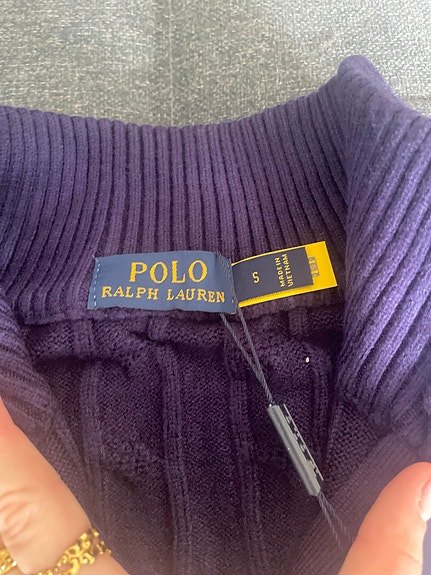 POLO
RALPH LAUREN
S
MADE IN
VIETNAM